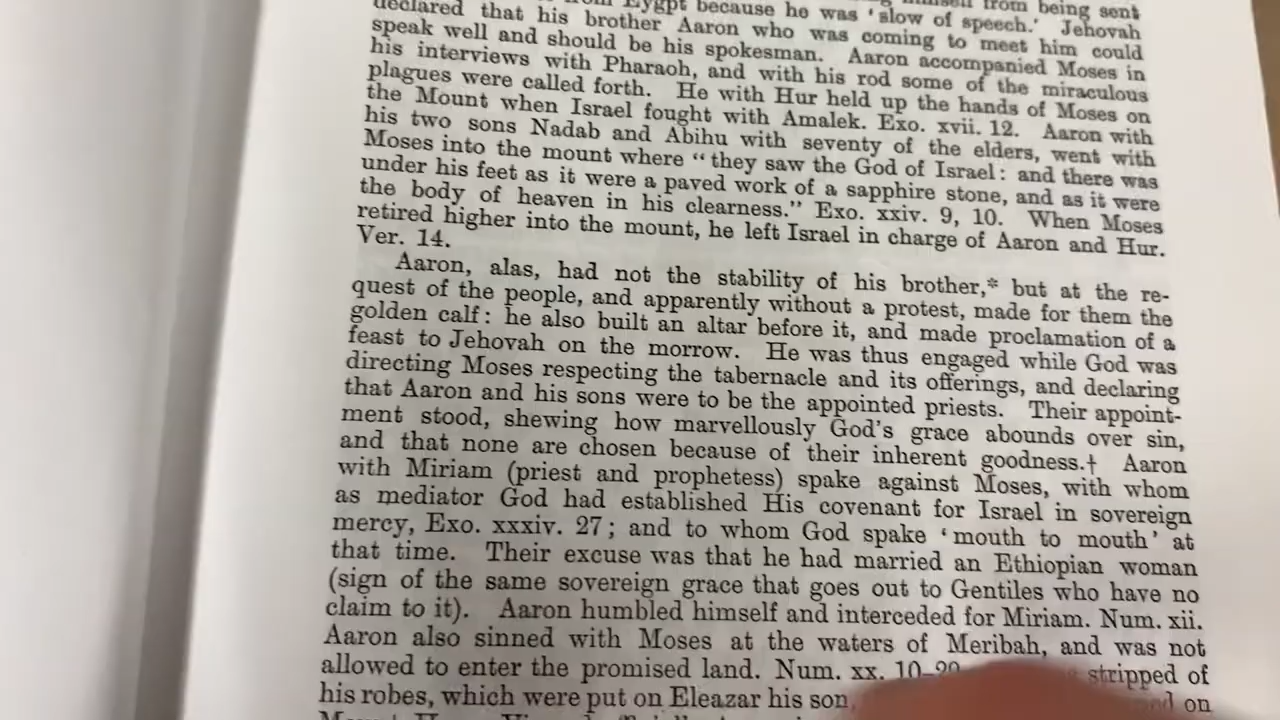 from being sent
Eygpt because he was ‘slow of speech.’ Jehovah
declared that his brother Aaron who was coming to meet him could
speak well and should be his spokesman. Aaron accompanied Moses in
his interviews with Pharaoh, and with his rod some of the miraculous
plagues were called forth. He with Hur held up the hands of Moses on
the Mount when Israel fought with Amalek. Exo. xvii. 12. Aaron with
his two sons Nadab and Abihu with seventy of the elders, went with
Moses into the mount where “they saw the God of Israel: and there was
under his feet as it were a paved work of a sapphire stone, and as it were
the body of heaven in his clearness.” Exo. xxiv. 9, 10. When Moses
retired higher into the mount, he left Israel in charge of Aaron and Hur.
Ver. 14.
Aaron, alas, had not the stability of his brother,* but at the re-
quest of the people, and apparently without a protest, made for them the
golden calf: he also built an altar before it, and made proclamation of a
feast to Jehovah on the morrow. He was thus engaged while God was
directing Moses respecting the tabernacle and its offerings, and declaring
that Aaron and his sons were to be the appointed priests. Their appoint-
ment stood, shewing how marvellously God’s grace abounds over sin,
and that none are chosen because of their inherent goodness.† Aaron
with Miriam (priest and prophetess) spake against Moses, with whom
as mediator God had established His covenant for Israel in sovereign
mercy, Exo. xxxiv. 27; and to whom God spake ‘mouth to mouth’ at
that time. Their excuse was that he had married an Ethiopian woman
(sign of the same sovereign grace that goes out to Gentiles who have no
claim to it). Aaron humbled himself and interceded for Miriam. Num. xii.
Aaron also sinned with Moses at the waters of Meribah, and was not
allowed to enter the promised land. Num. xx. 10-20 stripped of
his robes, which were put on Eleazar his son, on